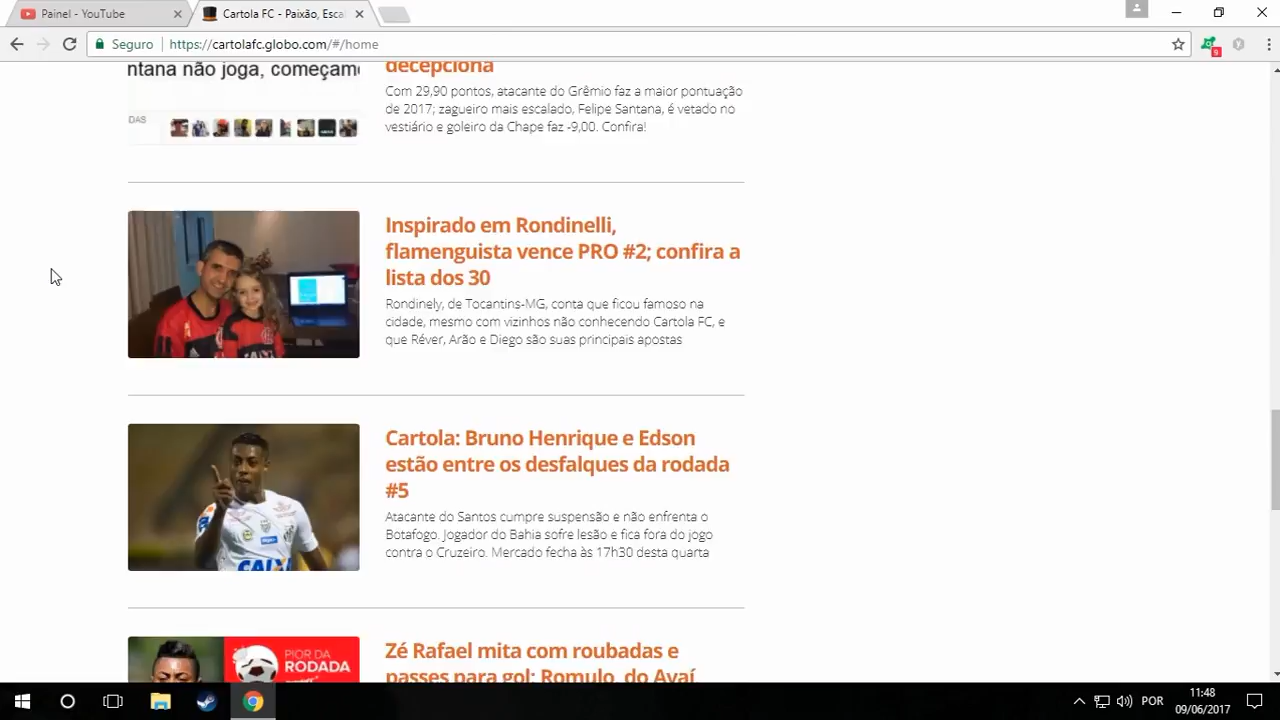 Painel - YouTube
Cartola FC - Paixão, Esca
Seguro
https://cartolafc.globo.com/#/home
9
ntana não joga, começam
decepciona
Com 29,90 pontos, atacante do Grêmio faz a maior pontuação
de 2017; zagueiro mais escalado, Felipe Santana, é vetado no
vestiário e goleiro da Chape faz -9,00. Confira!
DAS
Inspirado em Rondinelli,
flamenguista vence PRO #2; confira a
lista dos 30
Rondinely, de Tocantins-MG, conta que ficou famoso na
cidade, mesmo com vizinhos não conhecendo Cartola FC, e
que Réver, Arão e Diego são suas principais apostas
Cartola: Bruno Henrique e Edson
estão entre os desfalques da rodada
#5
Atacante do Santos cumpre suspensão e não enfrenta o
Botafogo. Jogador do Bahia sofre lesão e fica fora do jogo
contra o Cruzeiro. Mercado fecha às 17h30 desta quarta
CAIX
PIOR DA
RODADA
Zé Rafael mita com roubadas e
passes para gol; Romulo, do Avaí
POR
11:48
09/06/2017